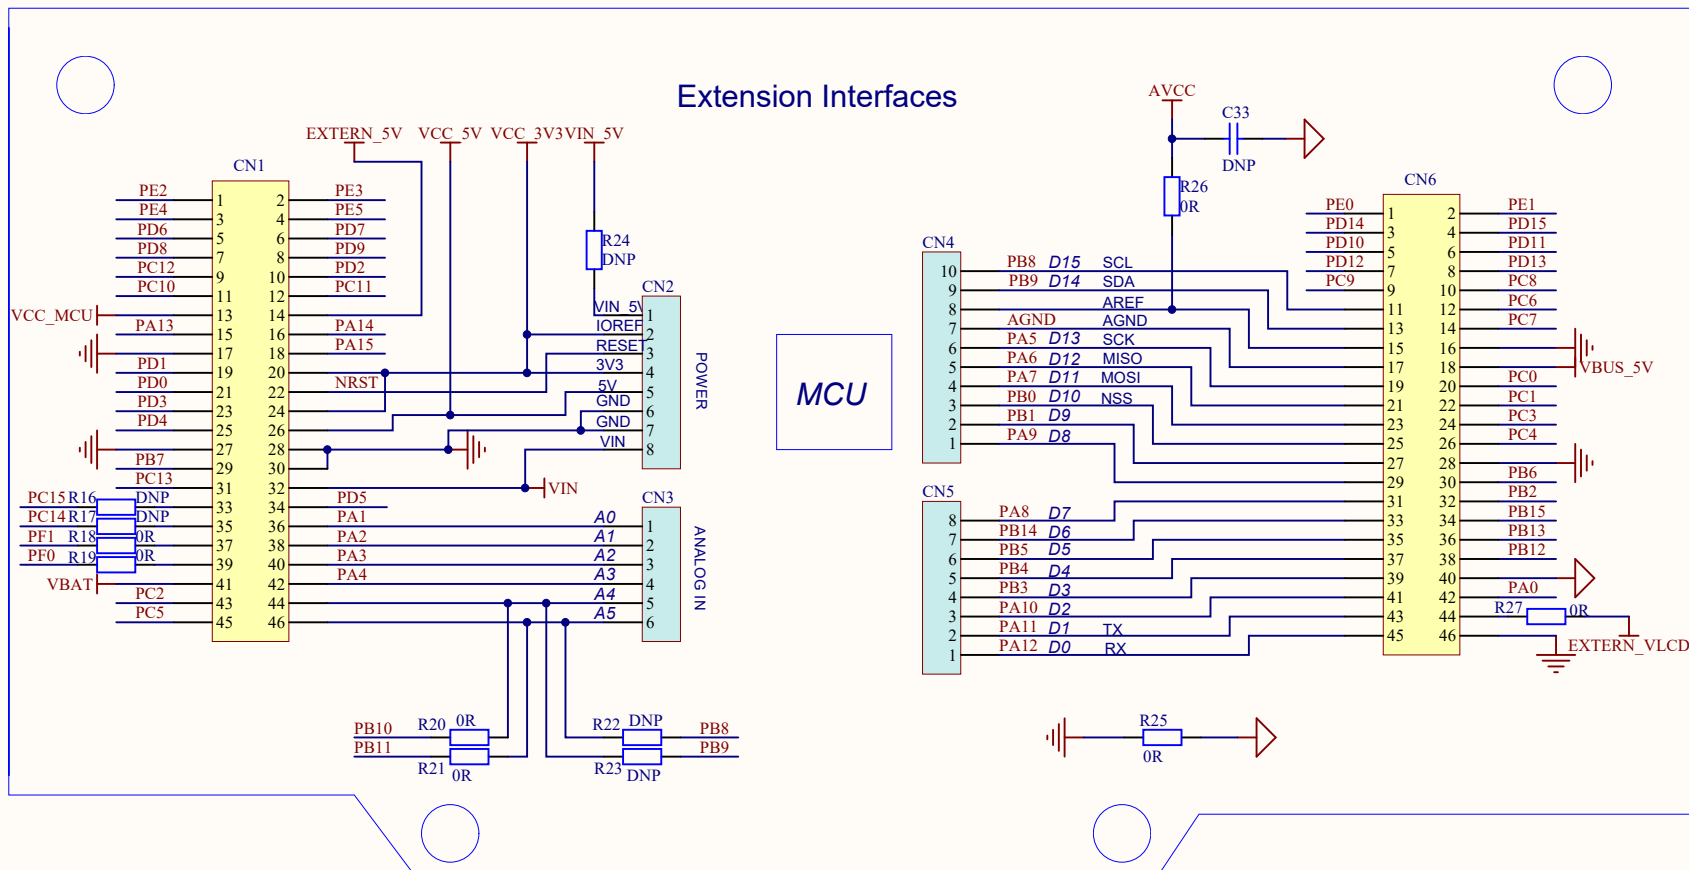 Extension Interfaces
EXTERN_5V VCC_5V VCC_3V3 VIN_5V
CN1
PE2 1 2 PE3
PE4 3 4 PE5
PD6 5 6 PD7
PD8 7 8 PD9
PC12 9 10 PD2
PC10 11 12 PC11
VCC_MCU 13 14
PA13 15 16 PA14
17 18 PA15
PD1 19 20
PD0 21 22 NRST
PD3 23 24
PD4 25 26
27 28
PB7 29 30
PC13 31 32 VIN
PC15 R16 DNP 33 34 PD5
PC14 R17 DNP 35 36 PA1
PF1 R18 0R 37 38 PA2
PF0 R19 0R 39 40 PA3
VBAT 41 42 PA4
PC2 43 44
PC5 45 46
R24
DNP
CN2
VIN_5V 1
IOREF 2
RESET 3
3V3 4
5V 5
GND 6
GND 7
VIN 8
POWER
CN3
A0 1
A1 2
A2 3
A3 4
A4 5
A5 6
ANALOG IN
PB10 R20 0R
PB11 R21 0R
R22 DNP PB8
R23 DNP PB9
MCU
AVCC
C33
DNP
R26
0R
CN4
10 PB8 D15 SCL
9 PB9 D14 SDA
8 AREF
7 AGND AGND
6 PA5 D13 SCK
5 PA6 D12 MISO
4 PA7 D11 MOSI
3 PB0 D10 NSS
2 PB1 D9
1 PA9 D8
CN5
8 PA8 D7
7 PB14 D6
6 PB5 D5
5 PB4 D4
4 PB3 D3
3 PA10 D2
2 PA11 D1 TX
1 PA12 D0 RX
R25
0R
CN6
PE0 1 2 PE1
PD14 3 4 PD15
PD10 5 6 PD11
PD12 7 8 PD13
PC9 9 10 PC8
11 12 PC6
13 14 PC7
15 16
17 18 VBUS_5V
19 20 PC0
21 22 PC1
23 24 PC3
25 26 PC4
27 28
29 30 PB6
31 32 PB2
33 34 PB15
35 36 PB13
37 38 PB12
39 40
41 42 PA0
43 44 R27 0R
45 46 EXTERN_VLCD